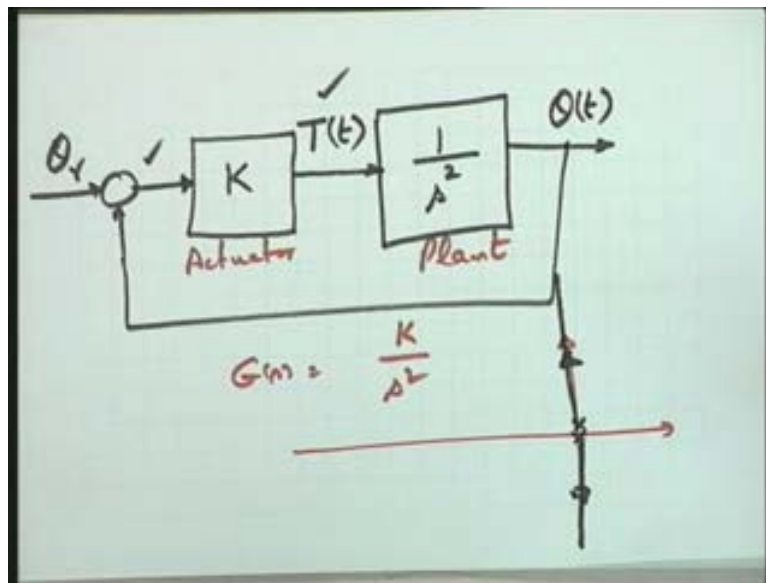 θr K T(t) 1/s² θ(t)
Actuator Plant
G(s) = K/s²